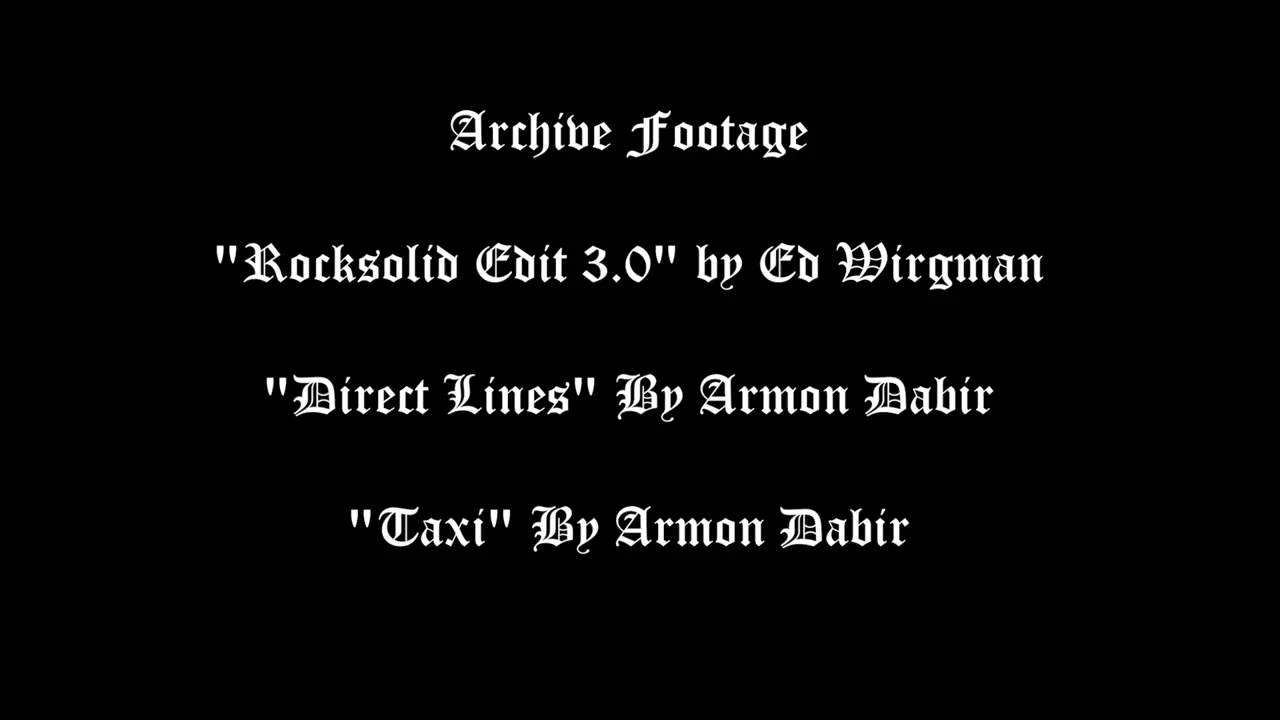 Archive Footage
"Rocksolid Edit 3.0" by Ed Wirgman
"Direct Lines" By Armon Dabir
"Taxi" By Armon Dabir